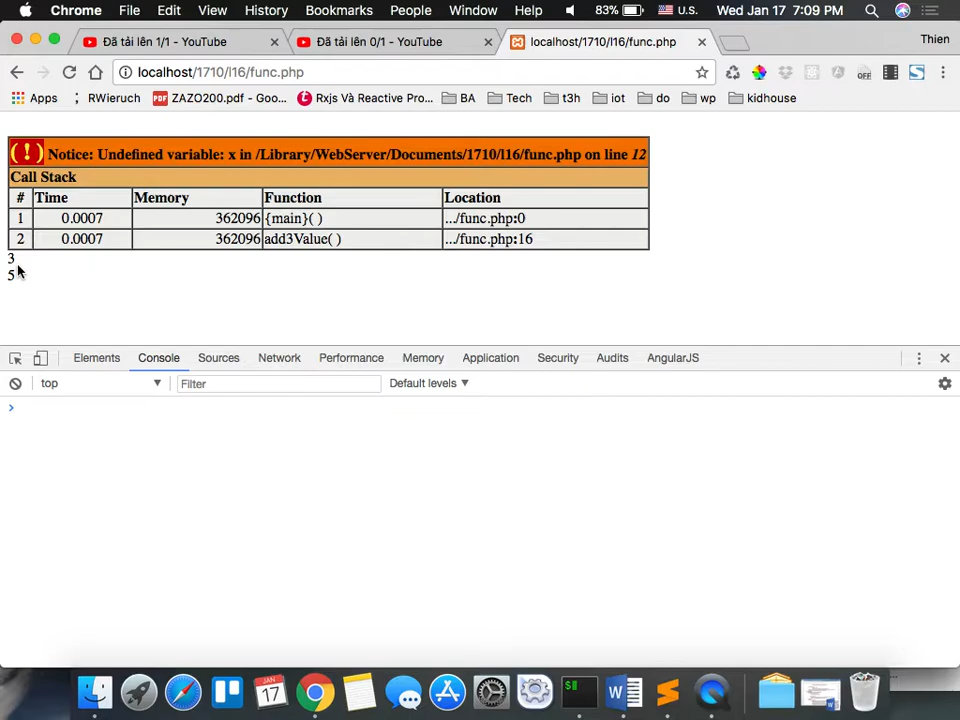 Chrome File Edit View History Bookmarks People Window Help 83% U.S. Wed Jan 17 7:09 PM
Đã tải lên 1/1 - YouTube Đã tải lên 0/1 - YouTube localhost/1710/l16/func.php Thien
localhost/1710/l16/func.php OFF
Apps RWieruch ZAZO200.pdf - Goo... Rxjs Và Reactive Pro... BA Tech t3h iot do wp kidhouse
( ! ) Notice: Undefined variable: x in /Library/WebServer/Documents/1710/l16/func.php on line 12
Call Stack
# Time Memory Function Location
1 0.0007 362096 {main}( ) .../func.php:0
2 0.0007 362096 add3Value( ) .../func.php:16
3
5
Elements Console Sources Network Performance Memory Application Security Audits AngularJS
top Filter Default levels
17